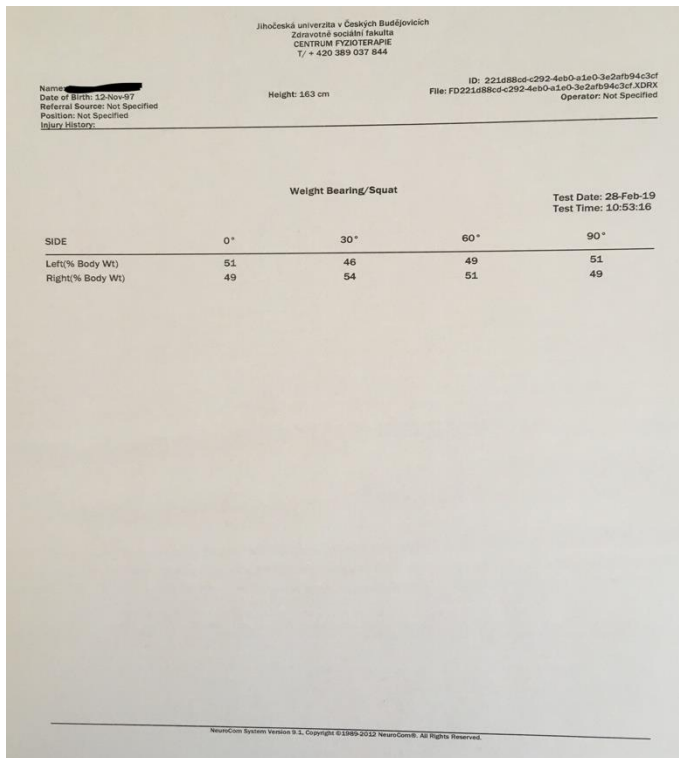 Jihočeská univerzita v Českých Budějovicích
Zdravotně sociální fakulta
CENTRUM FYZIOTERAPIE
T/ + 420 389 037 844
Name:
Date of Birth: 12-Nov-97
Referral Source: Not Specified
Position: Not Specified
Injury History:
Height: 163 cm
ID: 221d88cd-c292-4eb0-a1e0-3e2afb94c3cf
File: FD221d88cd-c292-4eb0-a1e0-3e2afb94c3cf.XDRX
Operator: Not Specified
Weight Bearing/Squat
Test Date: 28-Feb-19
Test Time: 10:53:16
SIDE 0° 30° 60° 90°
Left(% Body Wt) 51 46 49 51
Right(% Body Wt) 49 54 51 49
NeuroCom System Version 9.1, Copyright ©1989-2012 NeuroCom®. All Rights Reserved.